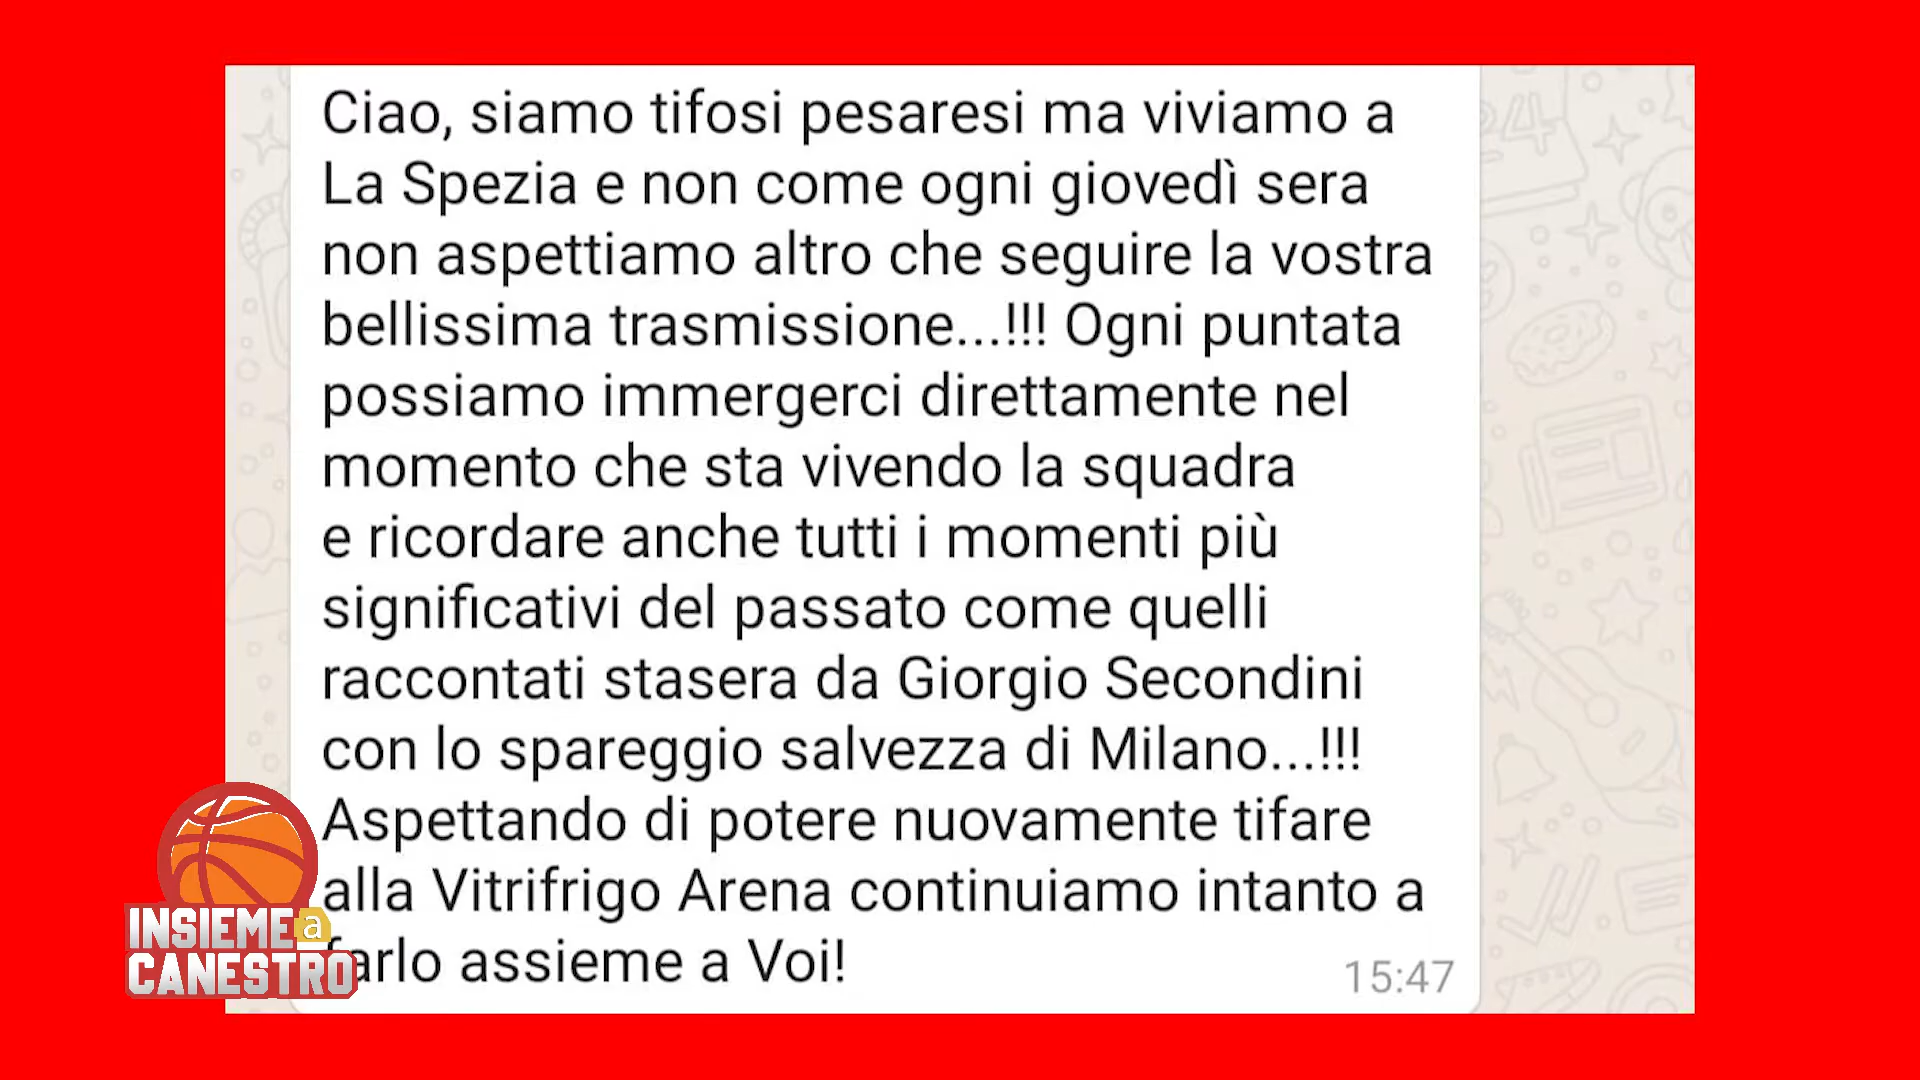 Ciao, siamo tifosi pesaresi ma viviamo a
La Spezia e non come ogni giovedì sera
non aspettiamo altro che seguire la vostra
bellissima trasmissione...!!! Ogni puntata
possiamo immergerci direttamente nel
momento che sta vivendo la squadra
e ricordare anche tutti i momenti più
significativi del passato come quelli
raccontati stasera da Giorgio Secondini
con lo spareggio salvezza di Milano...!!!
Aspettando di potere nuovamente tifare
alla Vitrifrigo Arena continuiamo intanto a
farlo assieme a Voi!
15:47
INSIEME a
CANESTRO